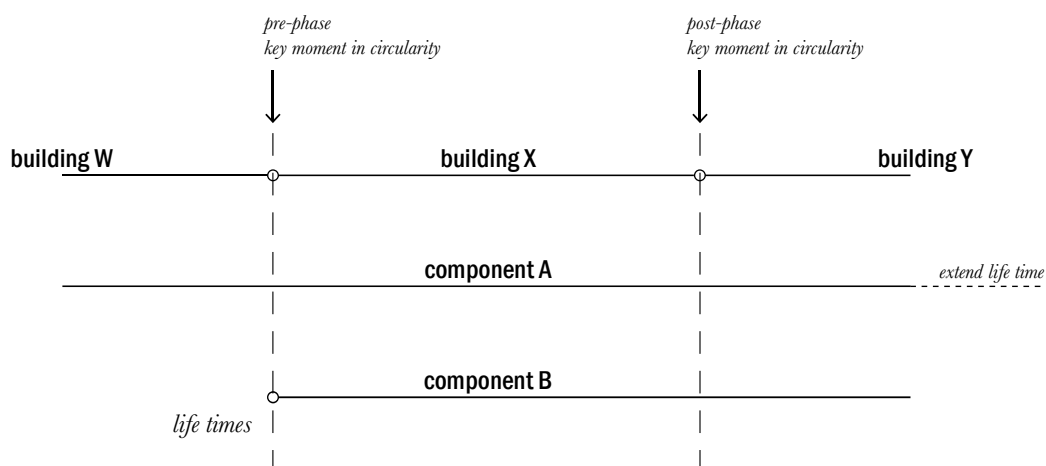 pre-phase
key moment in circularity
post-phase
key moment in circularity
building W
building X
building Y
component A
extend life time
component B
life times